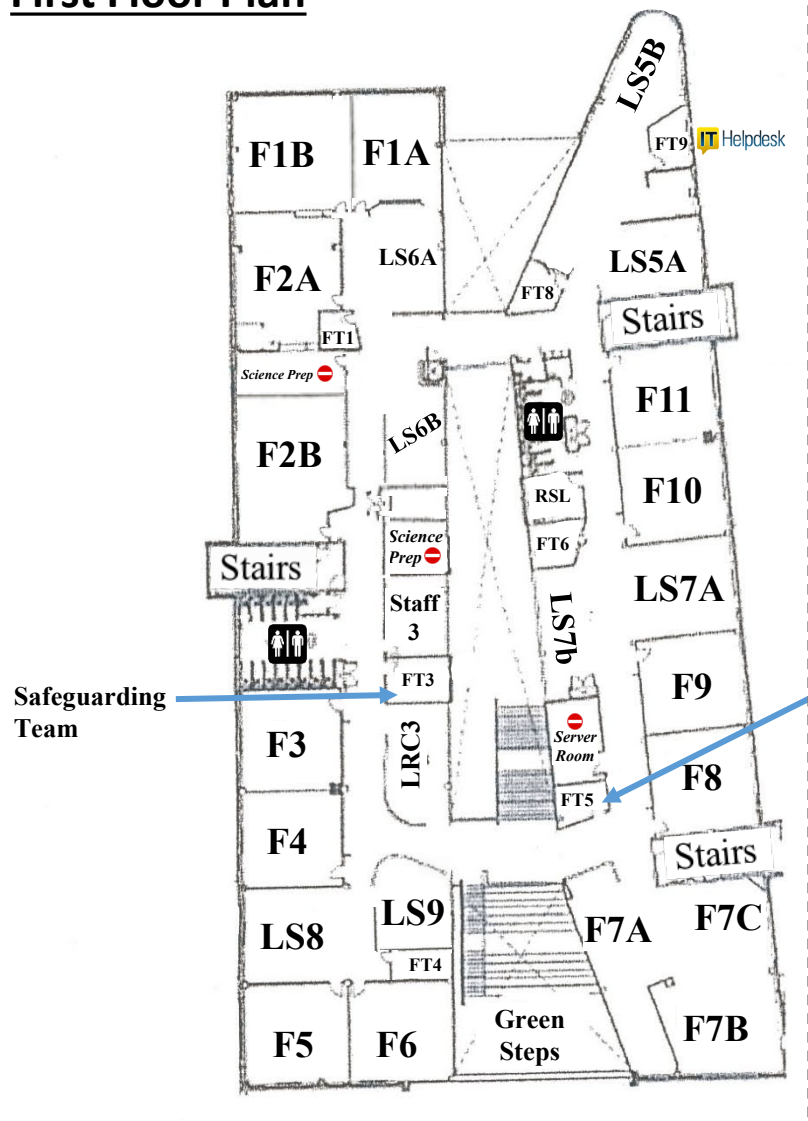 First Floor Plan
LS5B
F1B
F1A
FT9
IT Helpdesk
LS6A
F2A
LS5A
FT8
Stairs
FT1
Science Prep
F11
LS6B
F2B
F10
RSL
Science
Prep
FT6
Stairs
LS7A
Staff
3
LS7b
FT3
F9
Safeguarding
Team
F3
LRC3
Server
Room
F8
FT5
F4
Stairs
LS9
F7C
LS8
F7A
FT4
Green
Steps
F7B
F5
F6